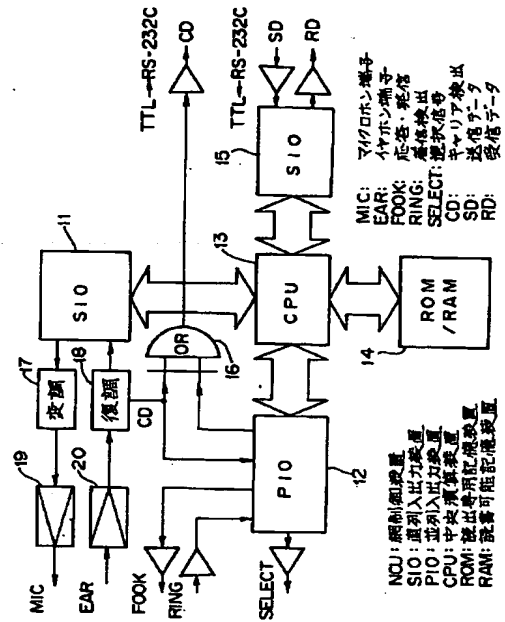 MIC
19
17
変調
11
SIO
EAR
20
18
復調
CD
OR
16
TTL→RS-232C
CD
FOOK
RING
SELECT
PIO
12
CPU
13
SIO
15
TTL→RS-232C
SD
RD
ROM
/RAM
14
NCU: 網制御装置
SIO: 直列入出力装置
PIO: 並列入出力装置
CPU: 中央演算装置
ROM: 読出専用記憶装置
RAM: 読書可能記憶装置
MIC: マイクロホン端子
EAR: イヤホン端子
FOOK: 応答・発信
RING: 着信検出
SELECT: 選択信号
CD: キャリア検出
SD: 送信データ
RD: 受信データ